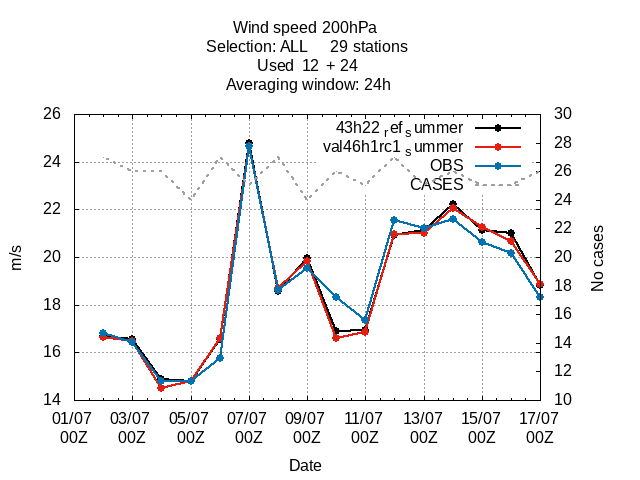 Wind speed 200hPa
Selection: ALL 29 stations
Used 12 + 24
Averaging window: 24h
26 30
43h22 refsummer
28
val46h1rc1 summer
24
OBS
26
CASES
24
22
22
20 20
m/s
No cases
18
18
16
14
16
12
14 10
01/07 03/07 05/07 07/07 09/07 11/07 13/07 15/07 17/07
00Z 00Z 00Z 00Z 00Z 00Z 00Z 00Z 00Z
Date